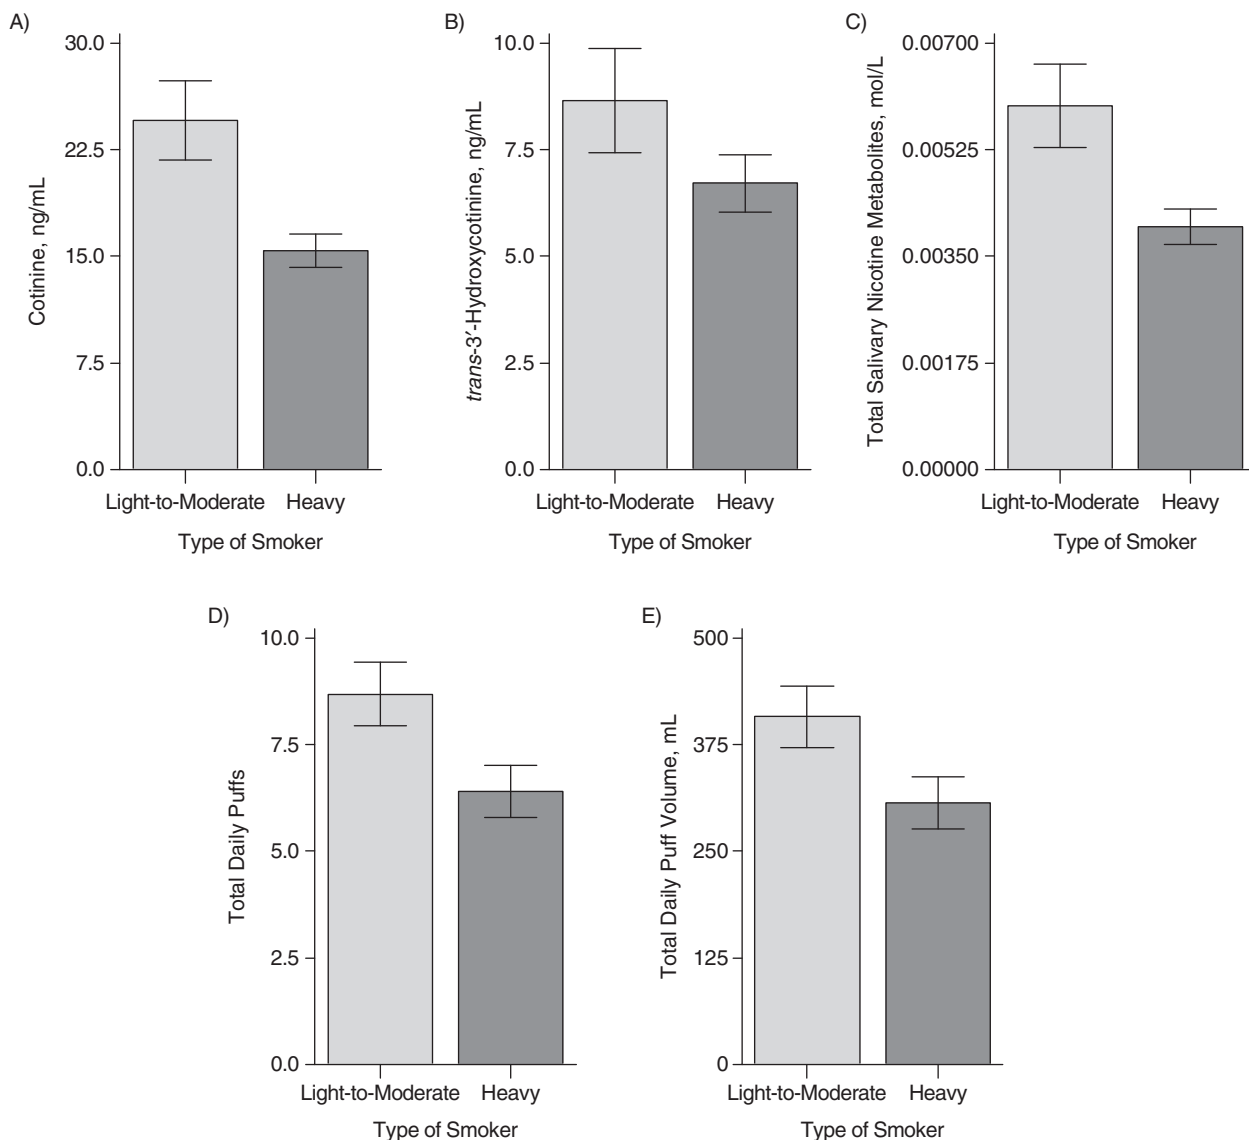 A)
Cotinine, ng/mL
30.0
22.5
15.0
7.5
0.0
Light-to-Moderate Heavy
Type of Smoker
B)
trans-3′-Hydroxycotinine, ng/mL
10.0
7.5
5.0
2.5
0.0
Light-to-Moderate Heavy
Type of Smoker
C)
Total Salivary Nicotine Metabolites, mol/L
0.00700
0.00525
0.00350
0.00175
0.00000
Light-to-Moderate Heavy
Type of Smoker
D)
Total Daily Puffs
10.0
7.5
5.0
2.5
0.0
Light-to-Moderate Heavy
Type of Smoker
E)
Total Daily Puff Volume, mL
500
375
250
125
0
Light-to-Moderate Heavy
Type of Smoker